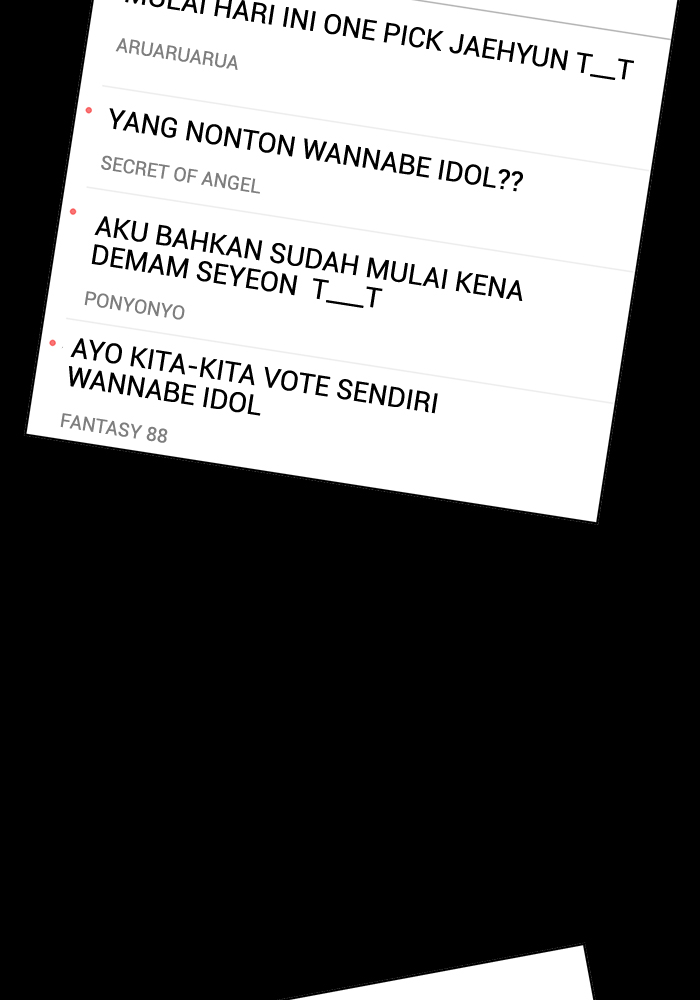 MULAI HARI INI ONE PICK JAEHYUN T__T
ARUARUARUA
YANG NONTON WANNABE IDOL??
SECRET OF ANGEL
AKU BAHKAN SUDAH MULAI KENA
DEMAM SEYEON T___T
PONYONYO
AYO KITA-KITA VOTE SENDIRI
WANNABE IDOL
FANTASY 88